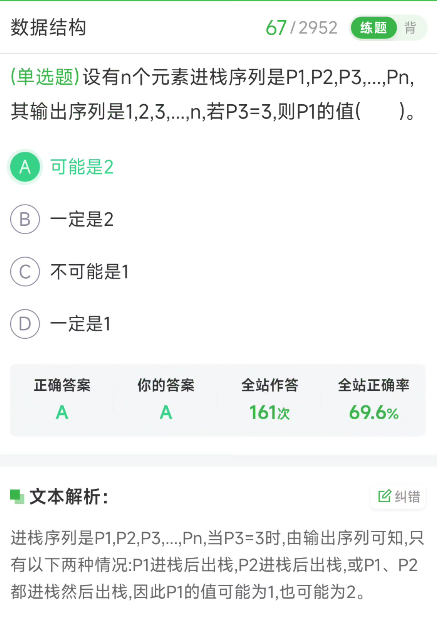 数据结构 67/2952 练题 背
(单选题)设有n个元素进栈序列是P1,P2,P3,...,Pn,
其输出序列是1,2,3,...,n,若P3=3,则P1的值(　　)。
A 可能是2
B 一定是2
C 不可能是1
D 一定是1
正确答案 你的答案 全站作答 全站正确率
A A 161次 69.6%
文本解析: 纠错
进栈序列是P1,P2,P3,...,Pn,当P3=3时,由输出序列可知,只
有以下两种情况:P1进栈后出栈,P2进栈后出栈,或P1、P2
都进栈然后出栈,因此P1的值可能为1,也可能为2。